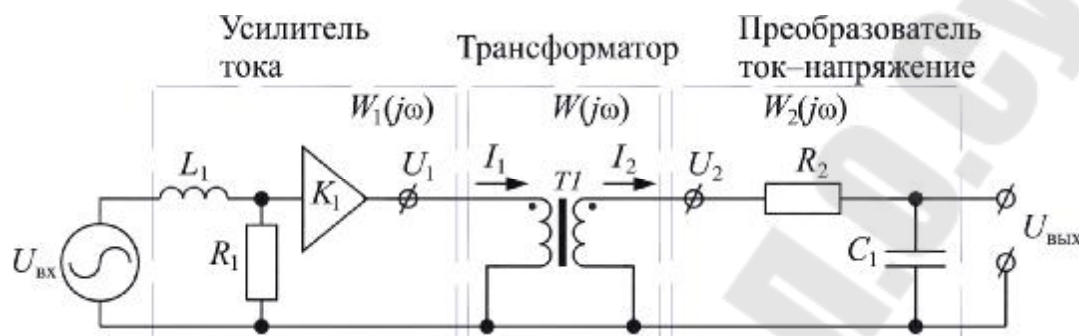 Усилитель
тока
Трансформатор
Преобразователь
ток–напряжение
W₁(jω)
W(jω)
W₂(jω)
L₁
K₁
U₁
I₁
T1
I₂
U₂
R₂
Uвх
R₁
C₁
Uвых